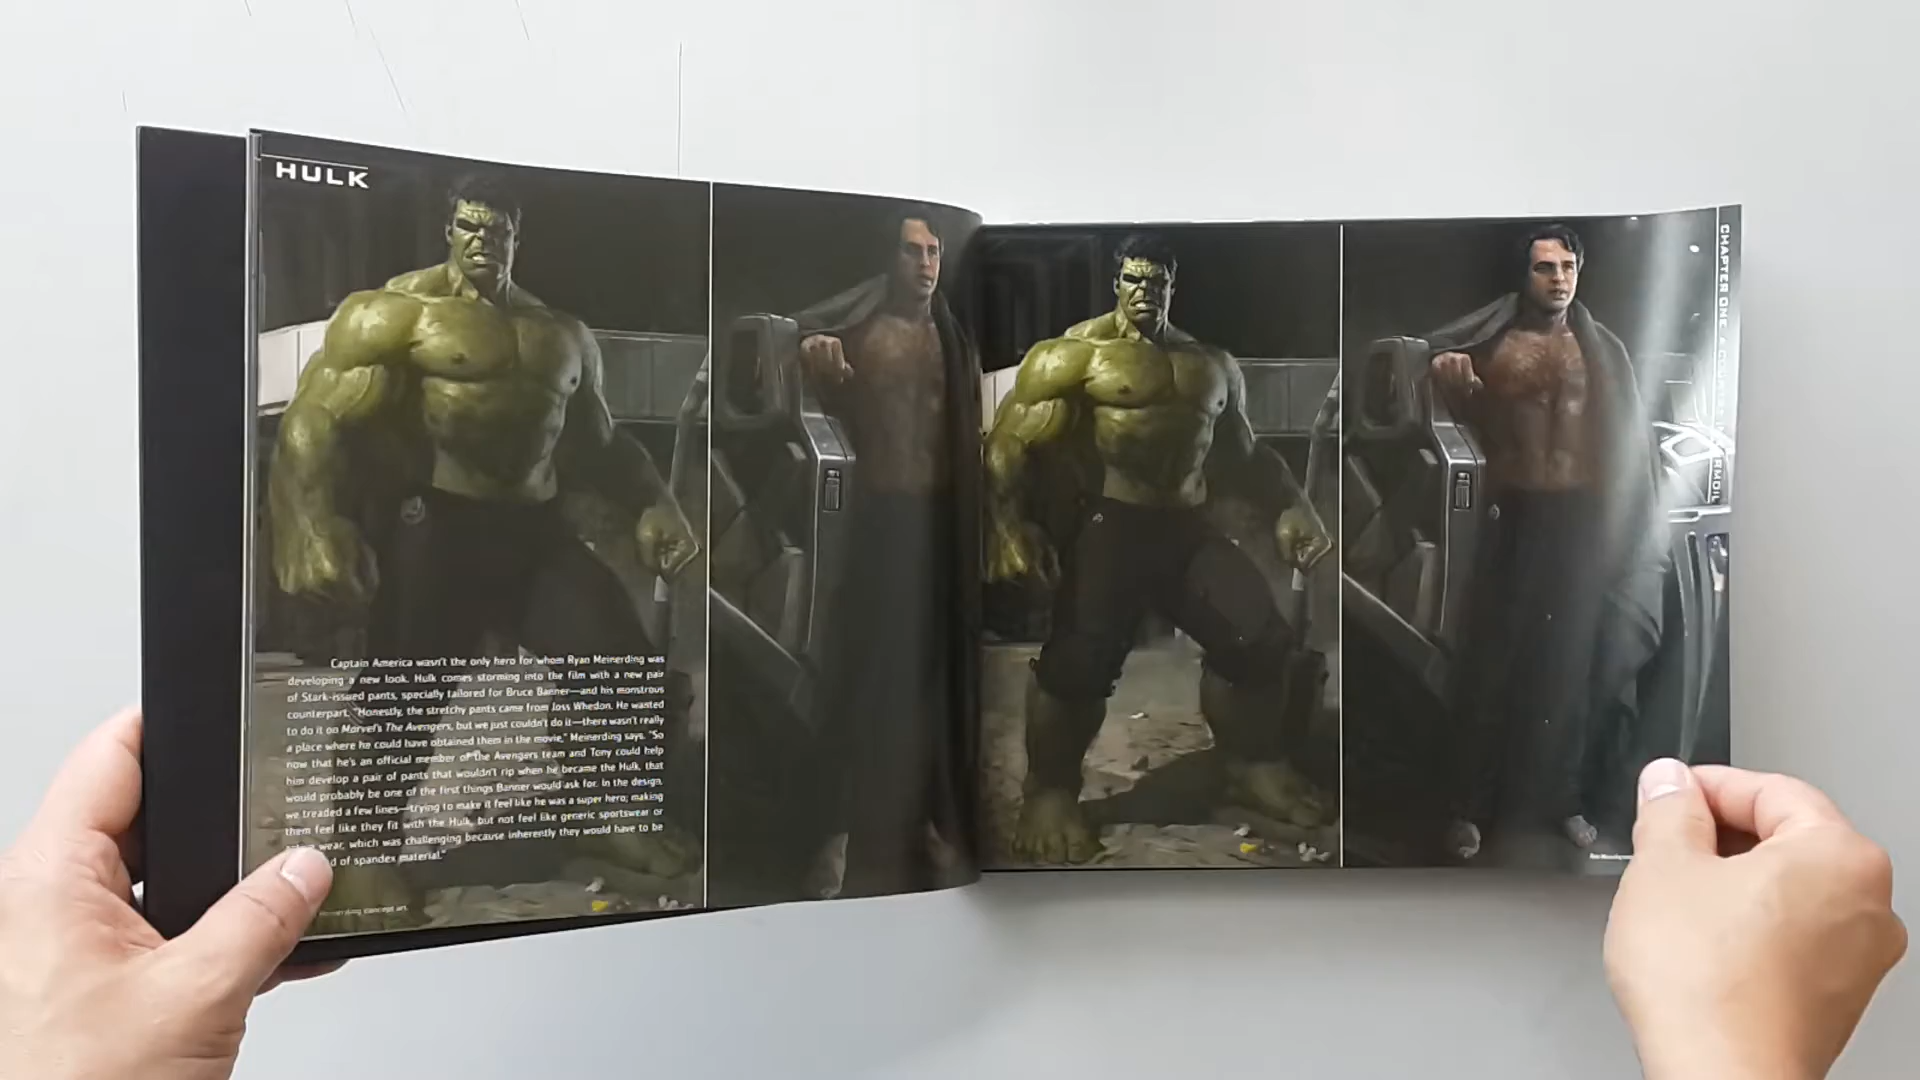 HULK
Captain America wasn't the only hero for whom Ryan Meinerding was
developing a new look. Hulk comes storming into the film with a new pair
of Stark-issued pants, specially tailored for Bruce Banner—and his monstrous
counterpart. "Honestly, the stretchy pants came from Joss Whedon. He wanted
to do it on Marvel's The Avengers, but we just couldn't do it—there wasn't really
a place where he could have obtained them in the movie," Meinerding says. "So
now that he's an official member of the Avengers team and Tony could help
him develop a pair of pants that wouldn't rip when he became the Hulk, that
would probably be one of the first things Banner would ask for. In the design,
we treaded a few lines—trying to make it feel like he was a super hero; making
them feel like they fit with the Hulk, but not feel like generic sportswear or
wear, which was challenging because inherently they would have to be
d of spandex material."
Meinerding concept art.
CHAPTER ONE: A